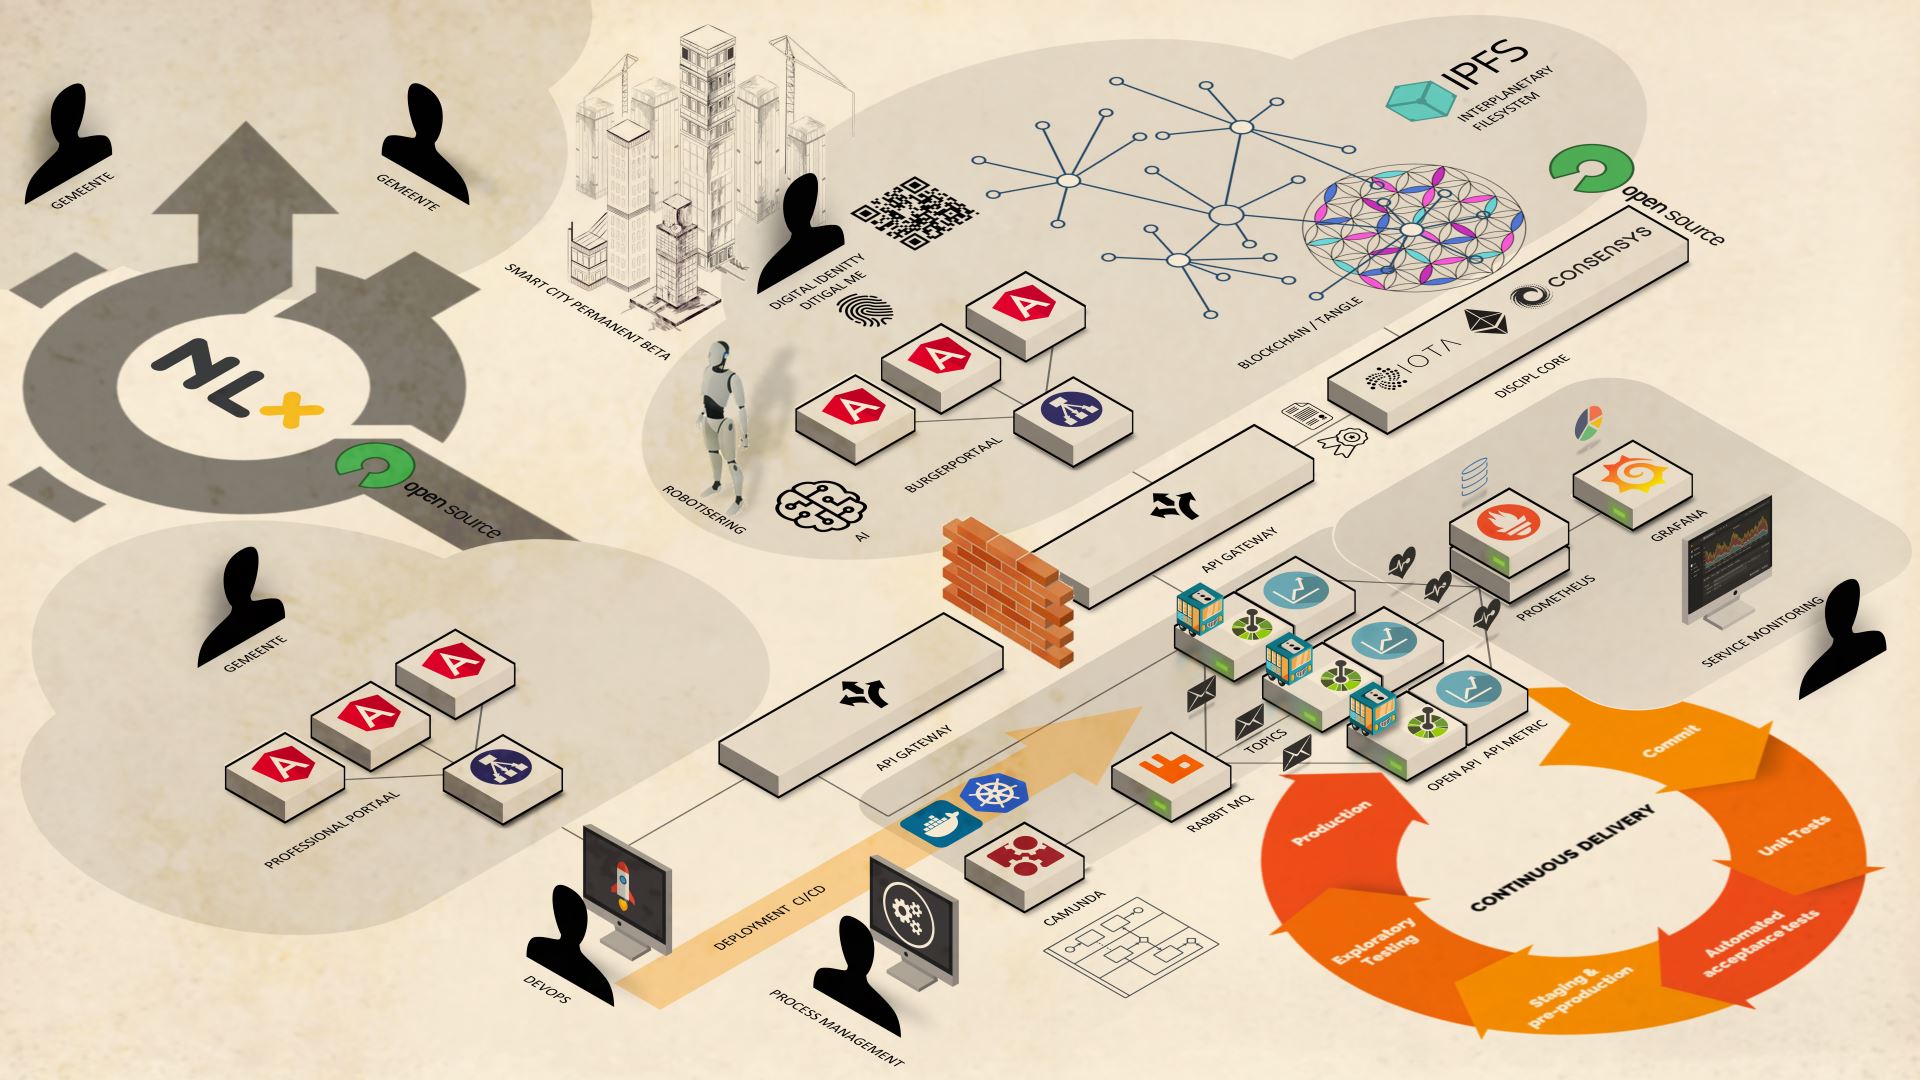 GEMEENTE
GEMEENTE
NL+
open source
SMART CITY PERMANENT BETA
DIGITAL IDENITTY
DITIGAL ME
IPFS
INTERPLANETARY
FILESYSTEM
open source
BLOCKCHAIN / TANGLE
IOTA
CONSENSYS
DISCIPL CORE
BURGERPORTAAL
ROBOTISERING
AI
API GATEWAY
GRAFANA
PROMETHEUS
SERVICE MONITORING
GEMEENTE
PROFESSIONAL PORTAAL
API GATEWAY
TOPICS
OPEN API METRIC
RABBIT MQ
CAMUNDA
DEPLOYMENT CI/CD
DEVOPS
PROCESS MANAGEMENT
CONTINUOUS DELIVERY
Commit
Unit Tests
Automated
acceptance tests
Staging &
pre-production
Exploratory
Testing
Production